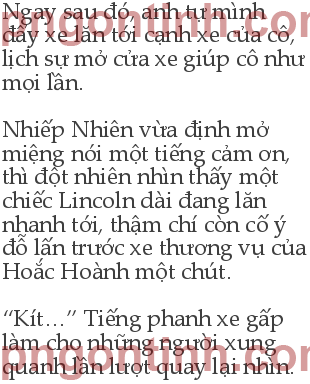 Ngay sau đó, anh tự mình
đẩy xe lăn tới cạnh xe của cô,
lịch sự mở cửa xe giúp cô như
mọi lần.
Nhiếp Nhiên vừa định mở
miệng nói một tiếng cảm ơn,
thì đột nhiên nhìn thấy một
chiếc Lincoln dài đang lăn
nhanh tới, thậm chí còn cố ý
đỗ lấn trước xe thương vụ của
Hoắc Hoành một chút.
“Kít...” Tiếng phanh xe gấp
làm cho những người xung
quanh lần lượt quay lại nhìn.
pngontinh.com
pngontinh.com